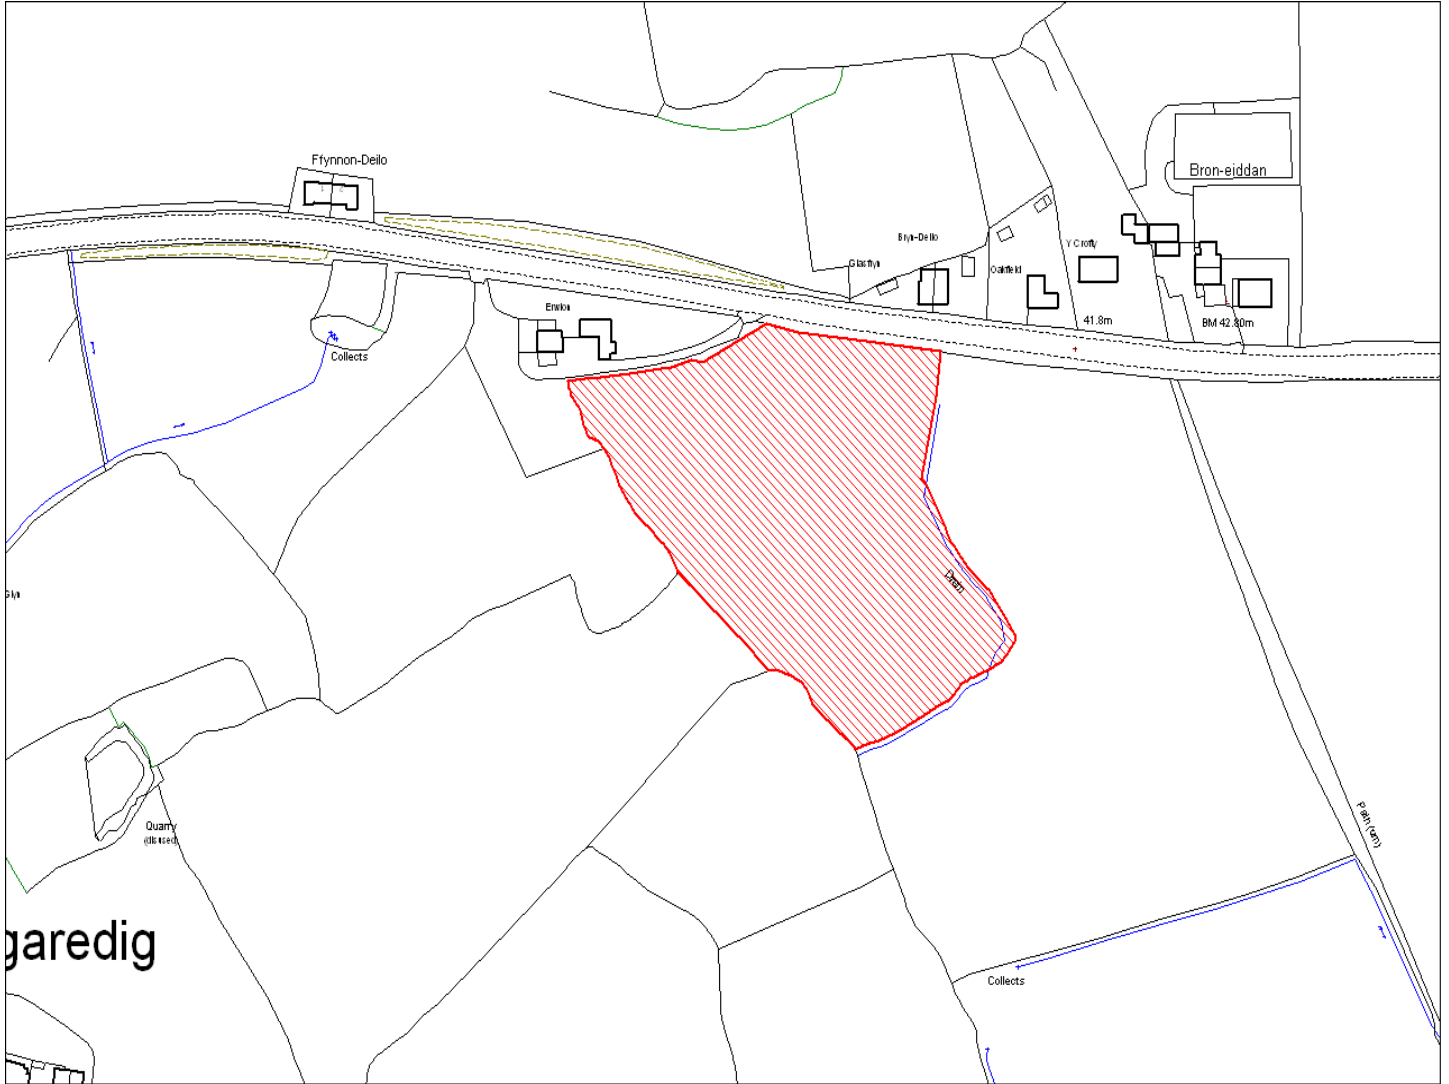 Ffynnon-Deilo
Bron-eiddan
Bryn-Deilo
Y Crofty
Glasfryn
Oakfield
Erwlon
41.8m
BM 42.80m
Collects
Drain
Glyn
Path (um)
Quarry
(disused)
garedig
Collects